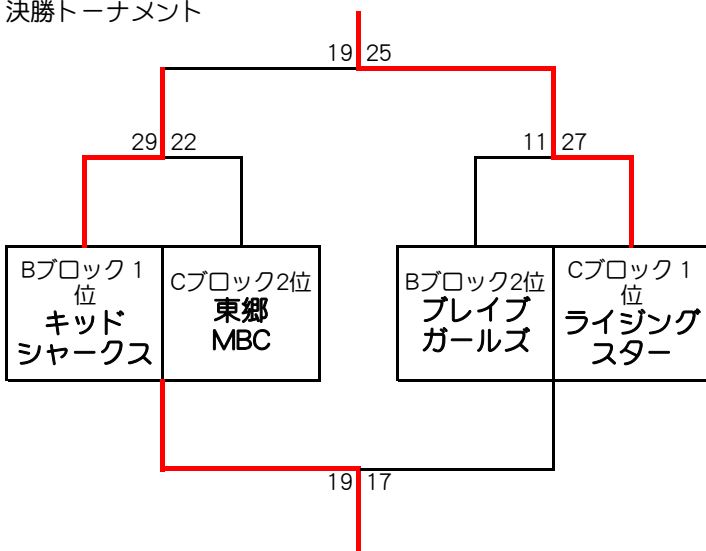 決勝トーナメント
19 25
29 22
11 27
Bブロック1
位
キッド
シャークス
Cブロック2位
東郷
MBC
Bブロック2位
ブレイブ
ガールズ
Cブロック1
位
ライジング
スター
19 17